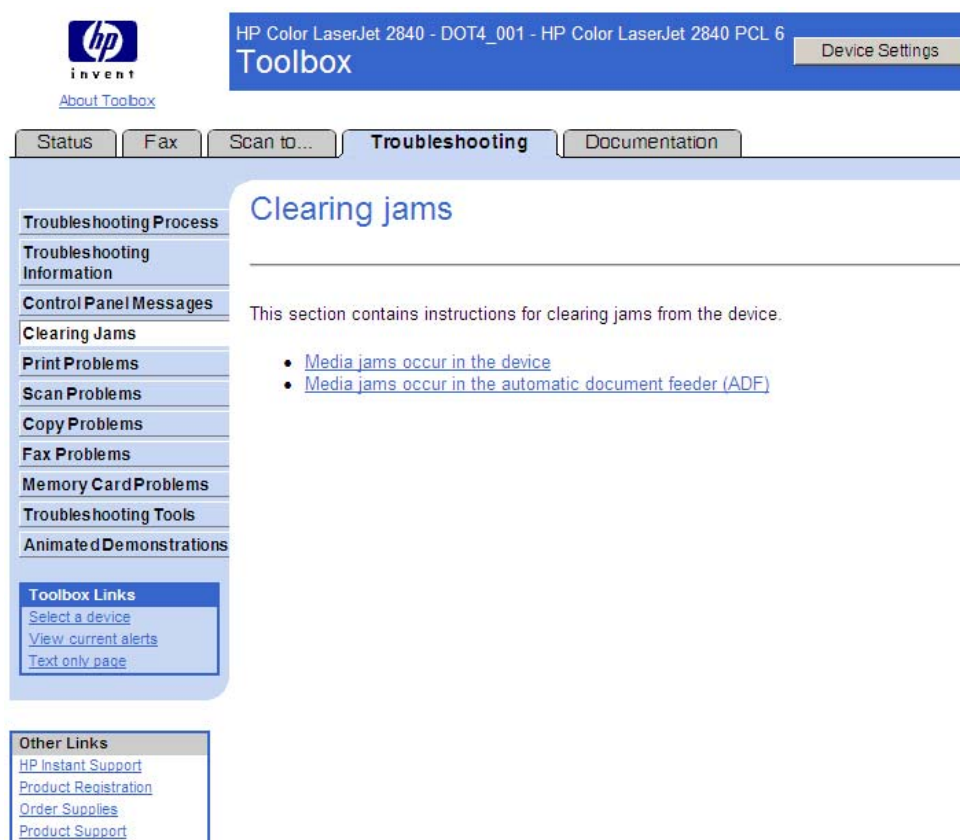 hp
invent
About Toolbox
HP Color LaserJet 2840 - DOT4_001 - HP Color LaserJet 2840 PCL 6
Toolbox
Device Settings
Status
Fax
Scan to...
Troubleshooting
Documentation
Troubleshooting Process
Troubleshooting
Information
Control Panel Messages
Clearing Jams
Print Problems
Scan Problems
Copy Problems
Fax Problems
Memory Card Problems
Troubleshooting Tools
Animated Demonstrations
Toolbox Links
Select a device
View current alerts
Text only page
Other Links
HP Instant Support
Product Registration
Order Supplies
Product Support
Clearing jams
This section contains instructions for clearing jams from the device.
• Media jams occur in the device
• Media jams occur in the automatic document feeder (ADF)